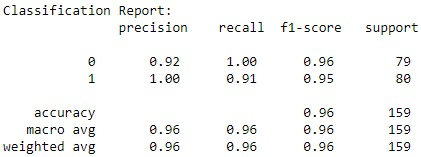 Classification Report:
precision recall f1-score support
0 0.92 1.00 0.96 79
1 1.00 0.91 0.95 80
accuracy 0.96 159
macro avg 0.96 0.96 0.96 159
weighted avg 0.96 0.96 0.96 159